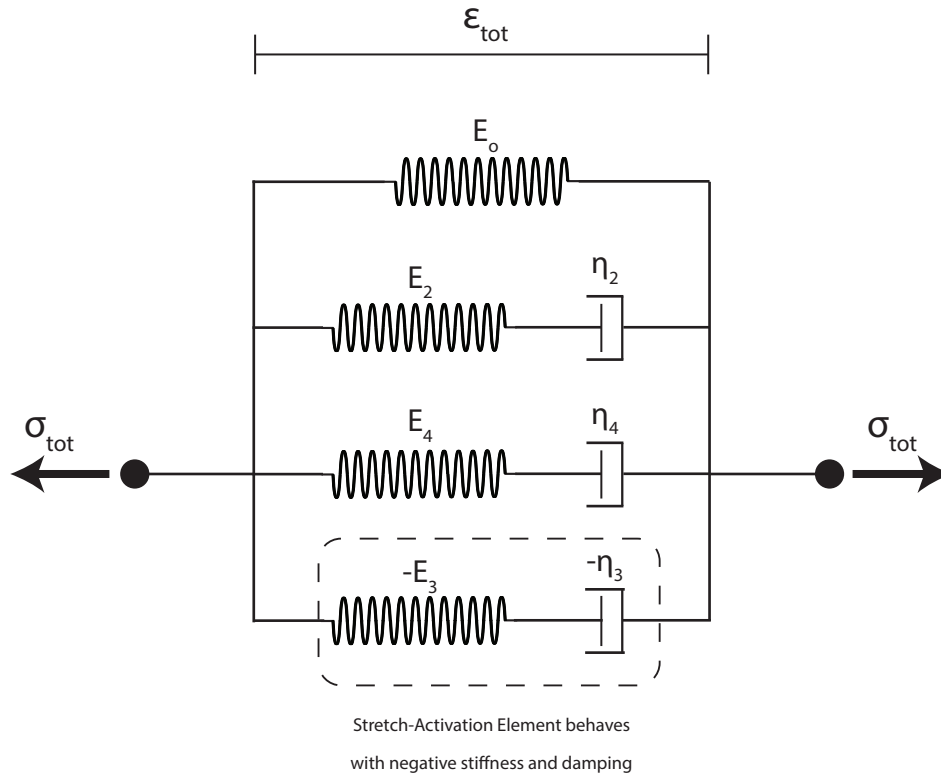 ε_tot
E_o
E_2 η_2
E_4 η_4
σ_tot σ_tot
-E_3 -η_3
Stretch-Activation Element behaves
with negative stiffness and damping